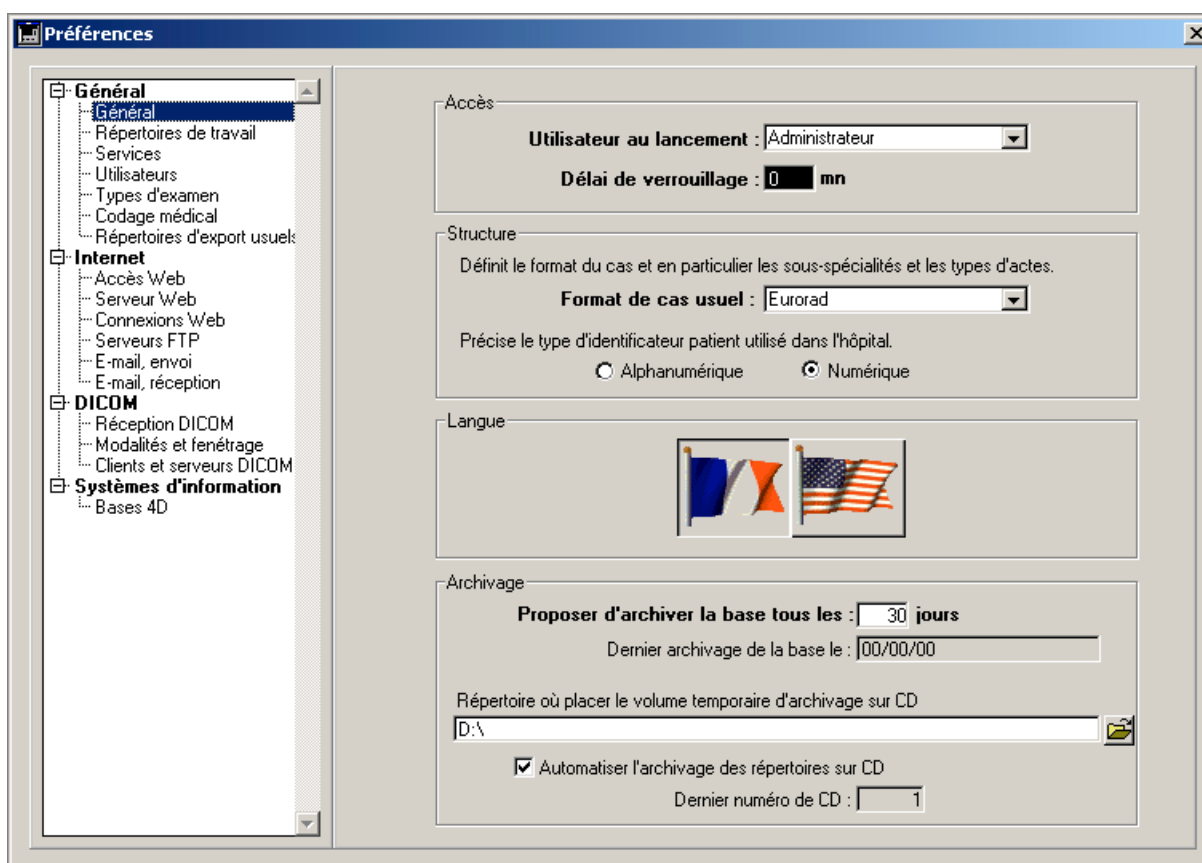 Préférences
Général
Général
Répertoires de travail
Services
Utilisateurs
Types d'examen
Codage médical
Répertoires d'export usuels
Internet
Accès Web
Serveur Web
Connexions Web
Serveurs FTP
E-mail, envoi
E-mail, réception
DICOM
Réception DICOM
Modalités et fenétrage
Clients et serveurs DICOM
Systèmes d'information
Bases 4D
Accès
Utilisateur au lancement : Administrateur
Délai de verrouillage : 0 mn
Structure
Définit le format du cas et en particulier les sous-spécialités et les types d'actes.
Format de cas usuel : Eurorad
Précise le type d'identificateur patient utilisé dans l'hôpital.
Alphanumérique Numérique
Langue
Archivage
Proposer d'archiver la base tous les : 30 jours
Dernier archivage de la base le : 00/00/00
Répertoire où placer le volume temporaire d'archivage sur CD
D:\
Automatiser l'archivage des répertoires sur CD
Dernier numéro de CD : 1